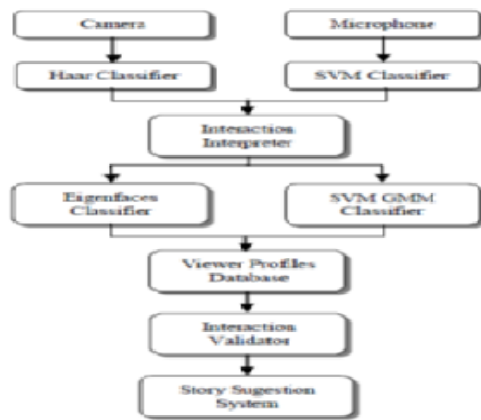 Camera
Microphone
Haar Classifier
SVM Classifier
Interaction
Interpreter
Eigenfaces
Classifier
SVM GMM
Classifier
Viewer Profiles
Database
Interaction
Validator
Story Sugestion
System